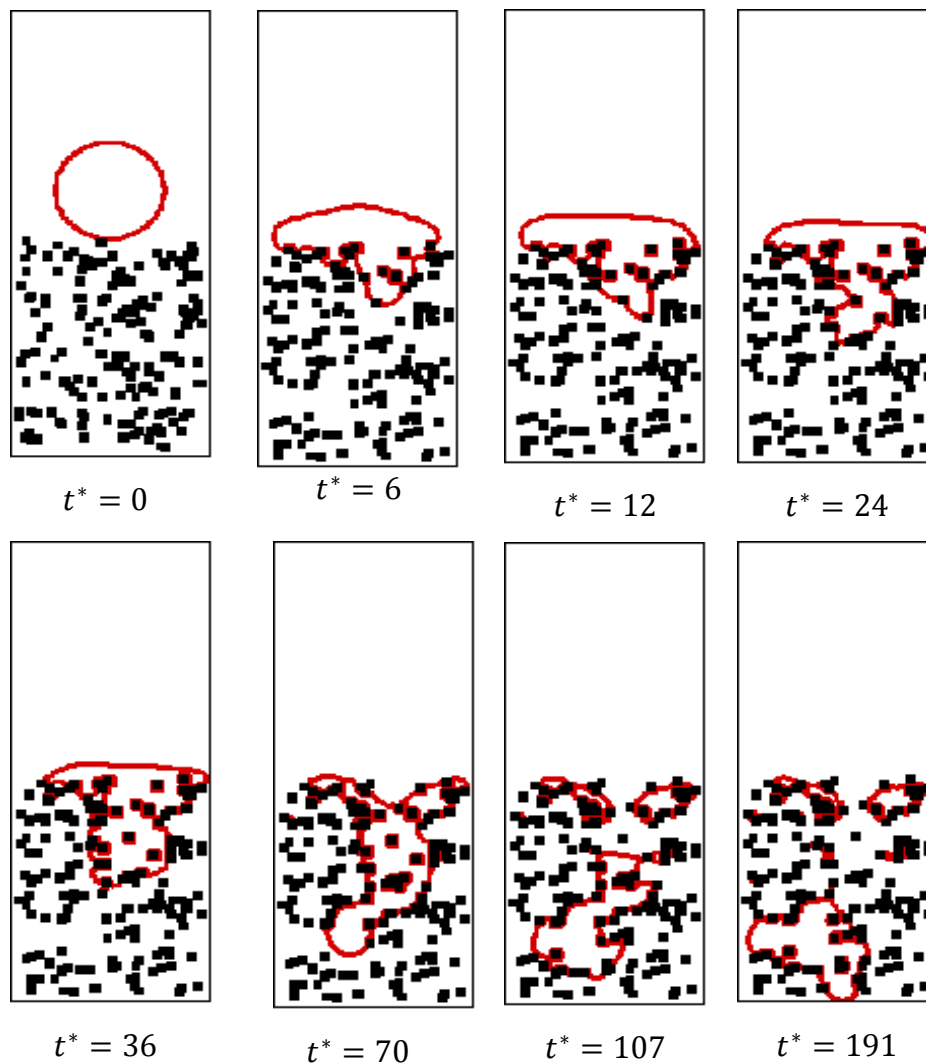 t* = 0
t* = 6
t* = 12
t* = 24
t* = 36
t* = 70
t* = 107
t* = 191